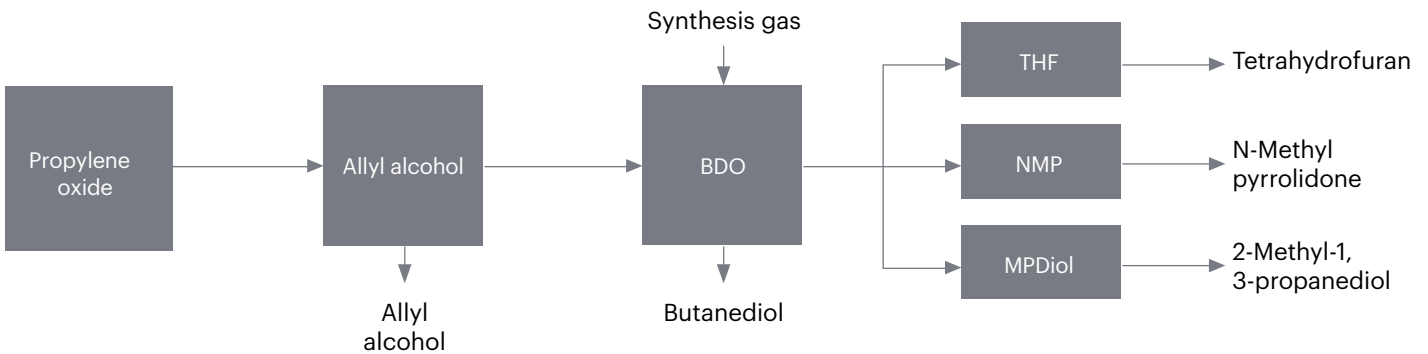 Synthesis gas
Propylene
oxide
Allyl alcohol
BDO
THF
NMP
MPDiol
Tetrahydrofuran
N-Methyl
pyrrolidone
2-Methyl-1,
3-propanediol
Allyl
alcohol
Butanediol